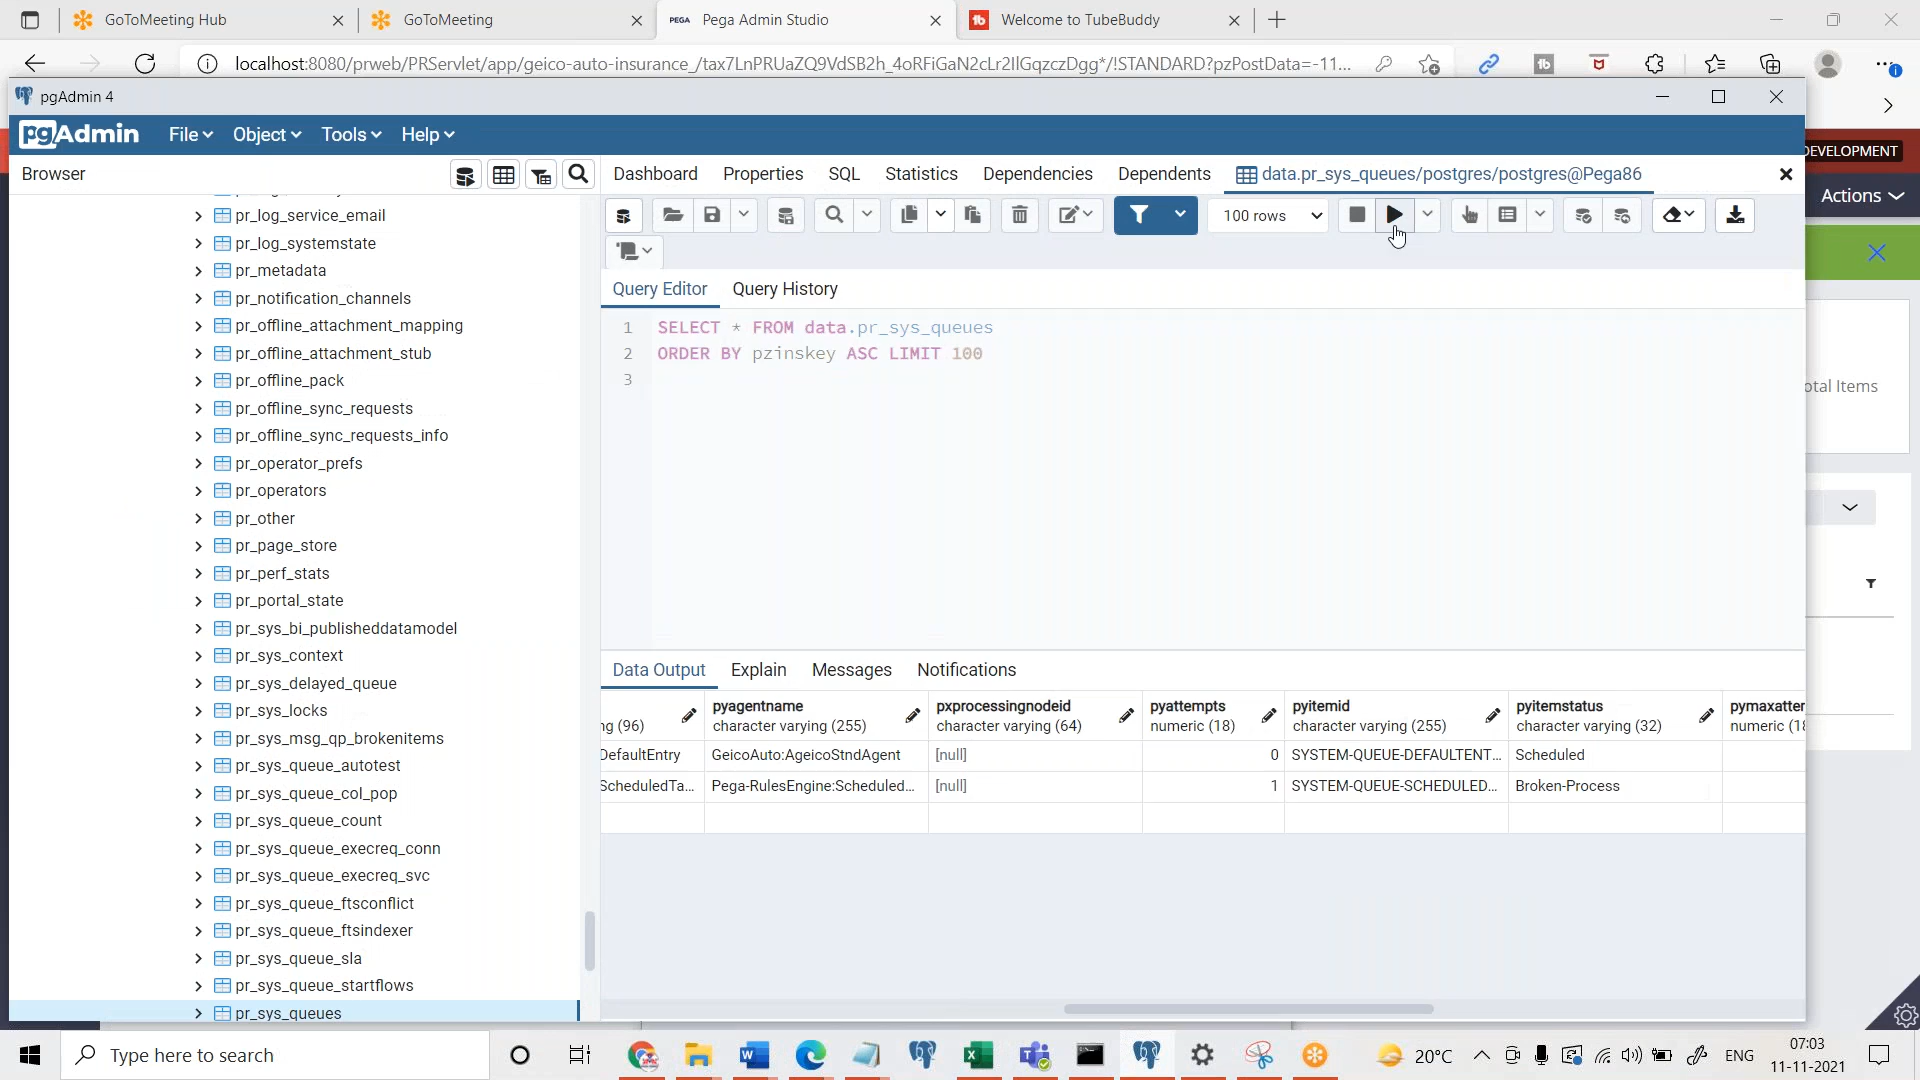 GoToMeeting Hub
GoToMeeting
PEGA Pega Admin Studio
Welcome to TubeBuddy
localhost:8080/prweb/PRServlet/app/geico-auto-insurance_/tax7LnPRUaZQ9VdSB2h_4oRFiGaN2cLr2IlGqzczDgg*/!STANDARD?pzPostData=-11...
pgAdmin 4
pgAdmin File Object Tools Help
DEVELOPMENT
Browser
Dashboard Properties SQL Statistics Dependencies Dependents data.pr_sys_queues/postgres/postgres@Pega86
Actions
100 rows
Query Editor Query History
1 SELECT * FROM data.pr_sys_queues
2 ORDER BY pzinskey ASC LIMIT 100
3
otal Items
pr_log_service_email
pr_log_systemstate
pr_metadata
pr_notification_channels
pr_offline_attachment_mapping
pr_offline_attachment_stub
pr_offline_pack
pr_offline_sync_requests
pr_offline_sync_requests_info
pr_operator_prefs
pr_operators
pr_other
pr_page_store
pr_perf_stats
pr_portal_state
pr_sys_bi_publisheddatamodel
pr_sys_context
pr_sys_delayed_queue
pr_sys_locks
pr_sys_msg_qp_brokenitems
pr_sys_queue_autotest
pr_sys_queue_col_pop
pr_sys_queue_count
pr_sys_queue_execreq_conn
pr_sys_queue_execreq_svc
pr_sys_queue_ftsconflict
pr_sys_queue_ftsindexer
pr_sys_queue_sla
pr_sys_queue_startflows
pr_sys_queues
Data Output Explain Messages Notifications
pyagentname pxprocessingnodeid pyattempts pyitemid pyitemstatus pymaxatter
ng (96) character varying (255) character varying (64) numeric (18) character varying (255) character varying (32) numeric (18
DefaultEntry GeicoAuto:AgeicoStndAgent [null] 0 SYSTEM-QUEUE-DEFAULTENT... Scheduled
ScheduledTa... Pega-RulesEngine:Scheduled... [null] 1 SYSTEM-QUEUE-SCHEDULED... Broken-Process
Type here to search
20°C
ENG
07:03
11-11-2021